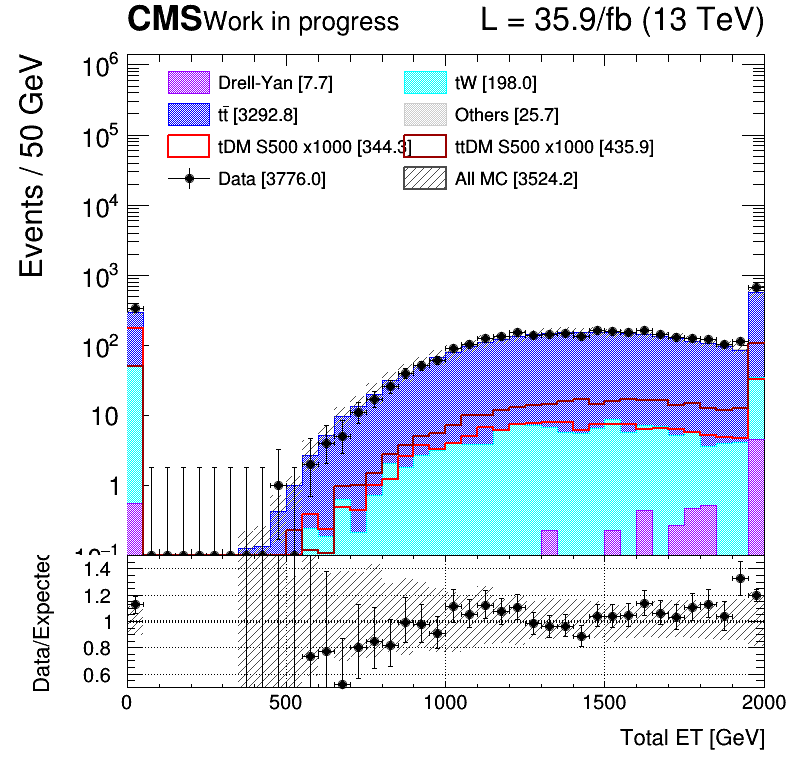 CMS Work in progress L = 35.9/fb (13 TeV)
Events / 50 GeV
10⁶
10⁵
10⁴
10³
10²
10
1
10⁻¹
Drell-Yan [7.7] tW [198.0]
tt̄ [3292.8] Others [25.7]
tDM S500 x1000 [344.3] ttDM S500 x1000 [435.9]
Data [3776.0] All MC [3524.2]
Data/Expected
1.4
1.2
1
0.8
0.6
0 500 1000 1500 2000
Total ET [GeV]